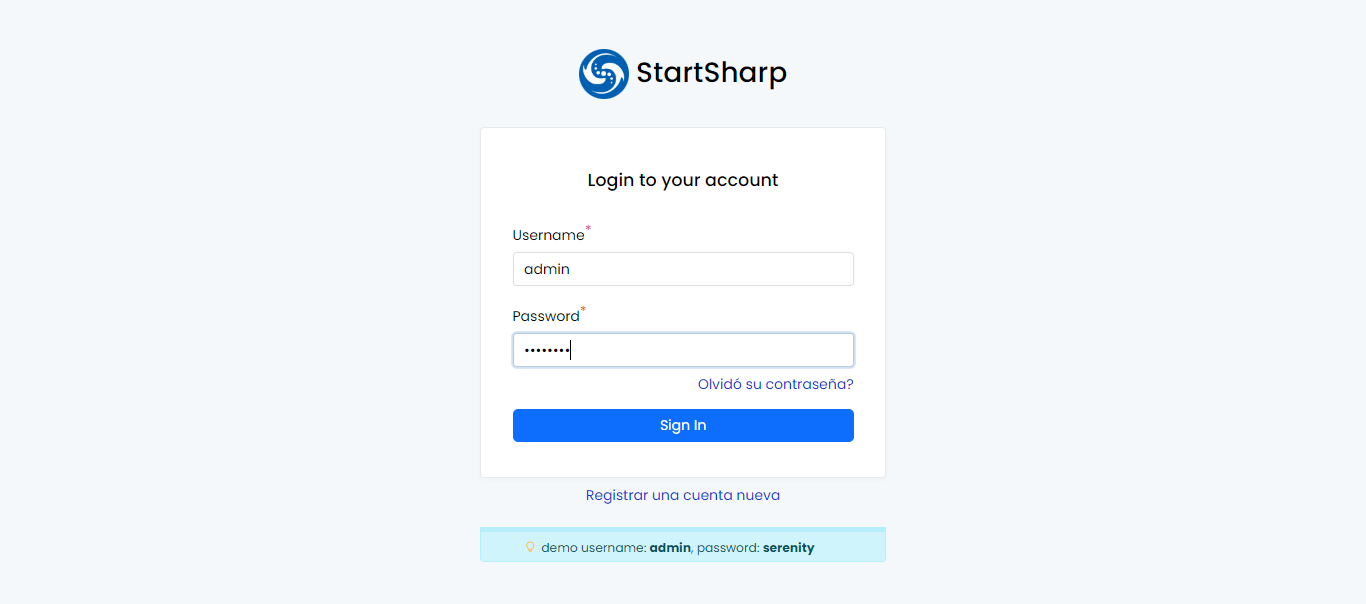 StartSharp
Login to your account
Username*
admin
Password*
••••••••
Olvidó su contraseña?
Sign In
Registrar una cuenta nueva
demo username: admin, password: serenity